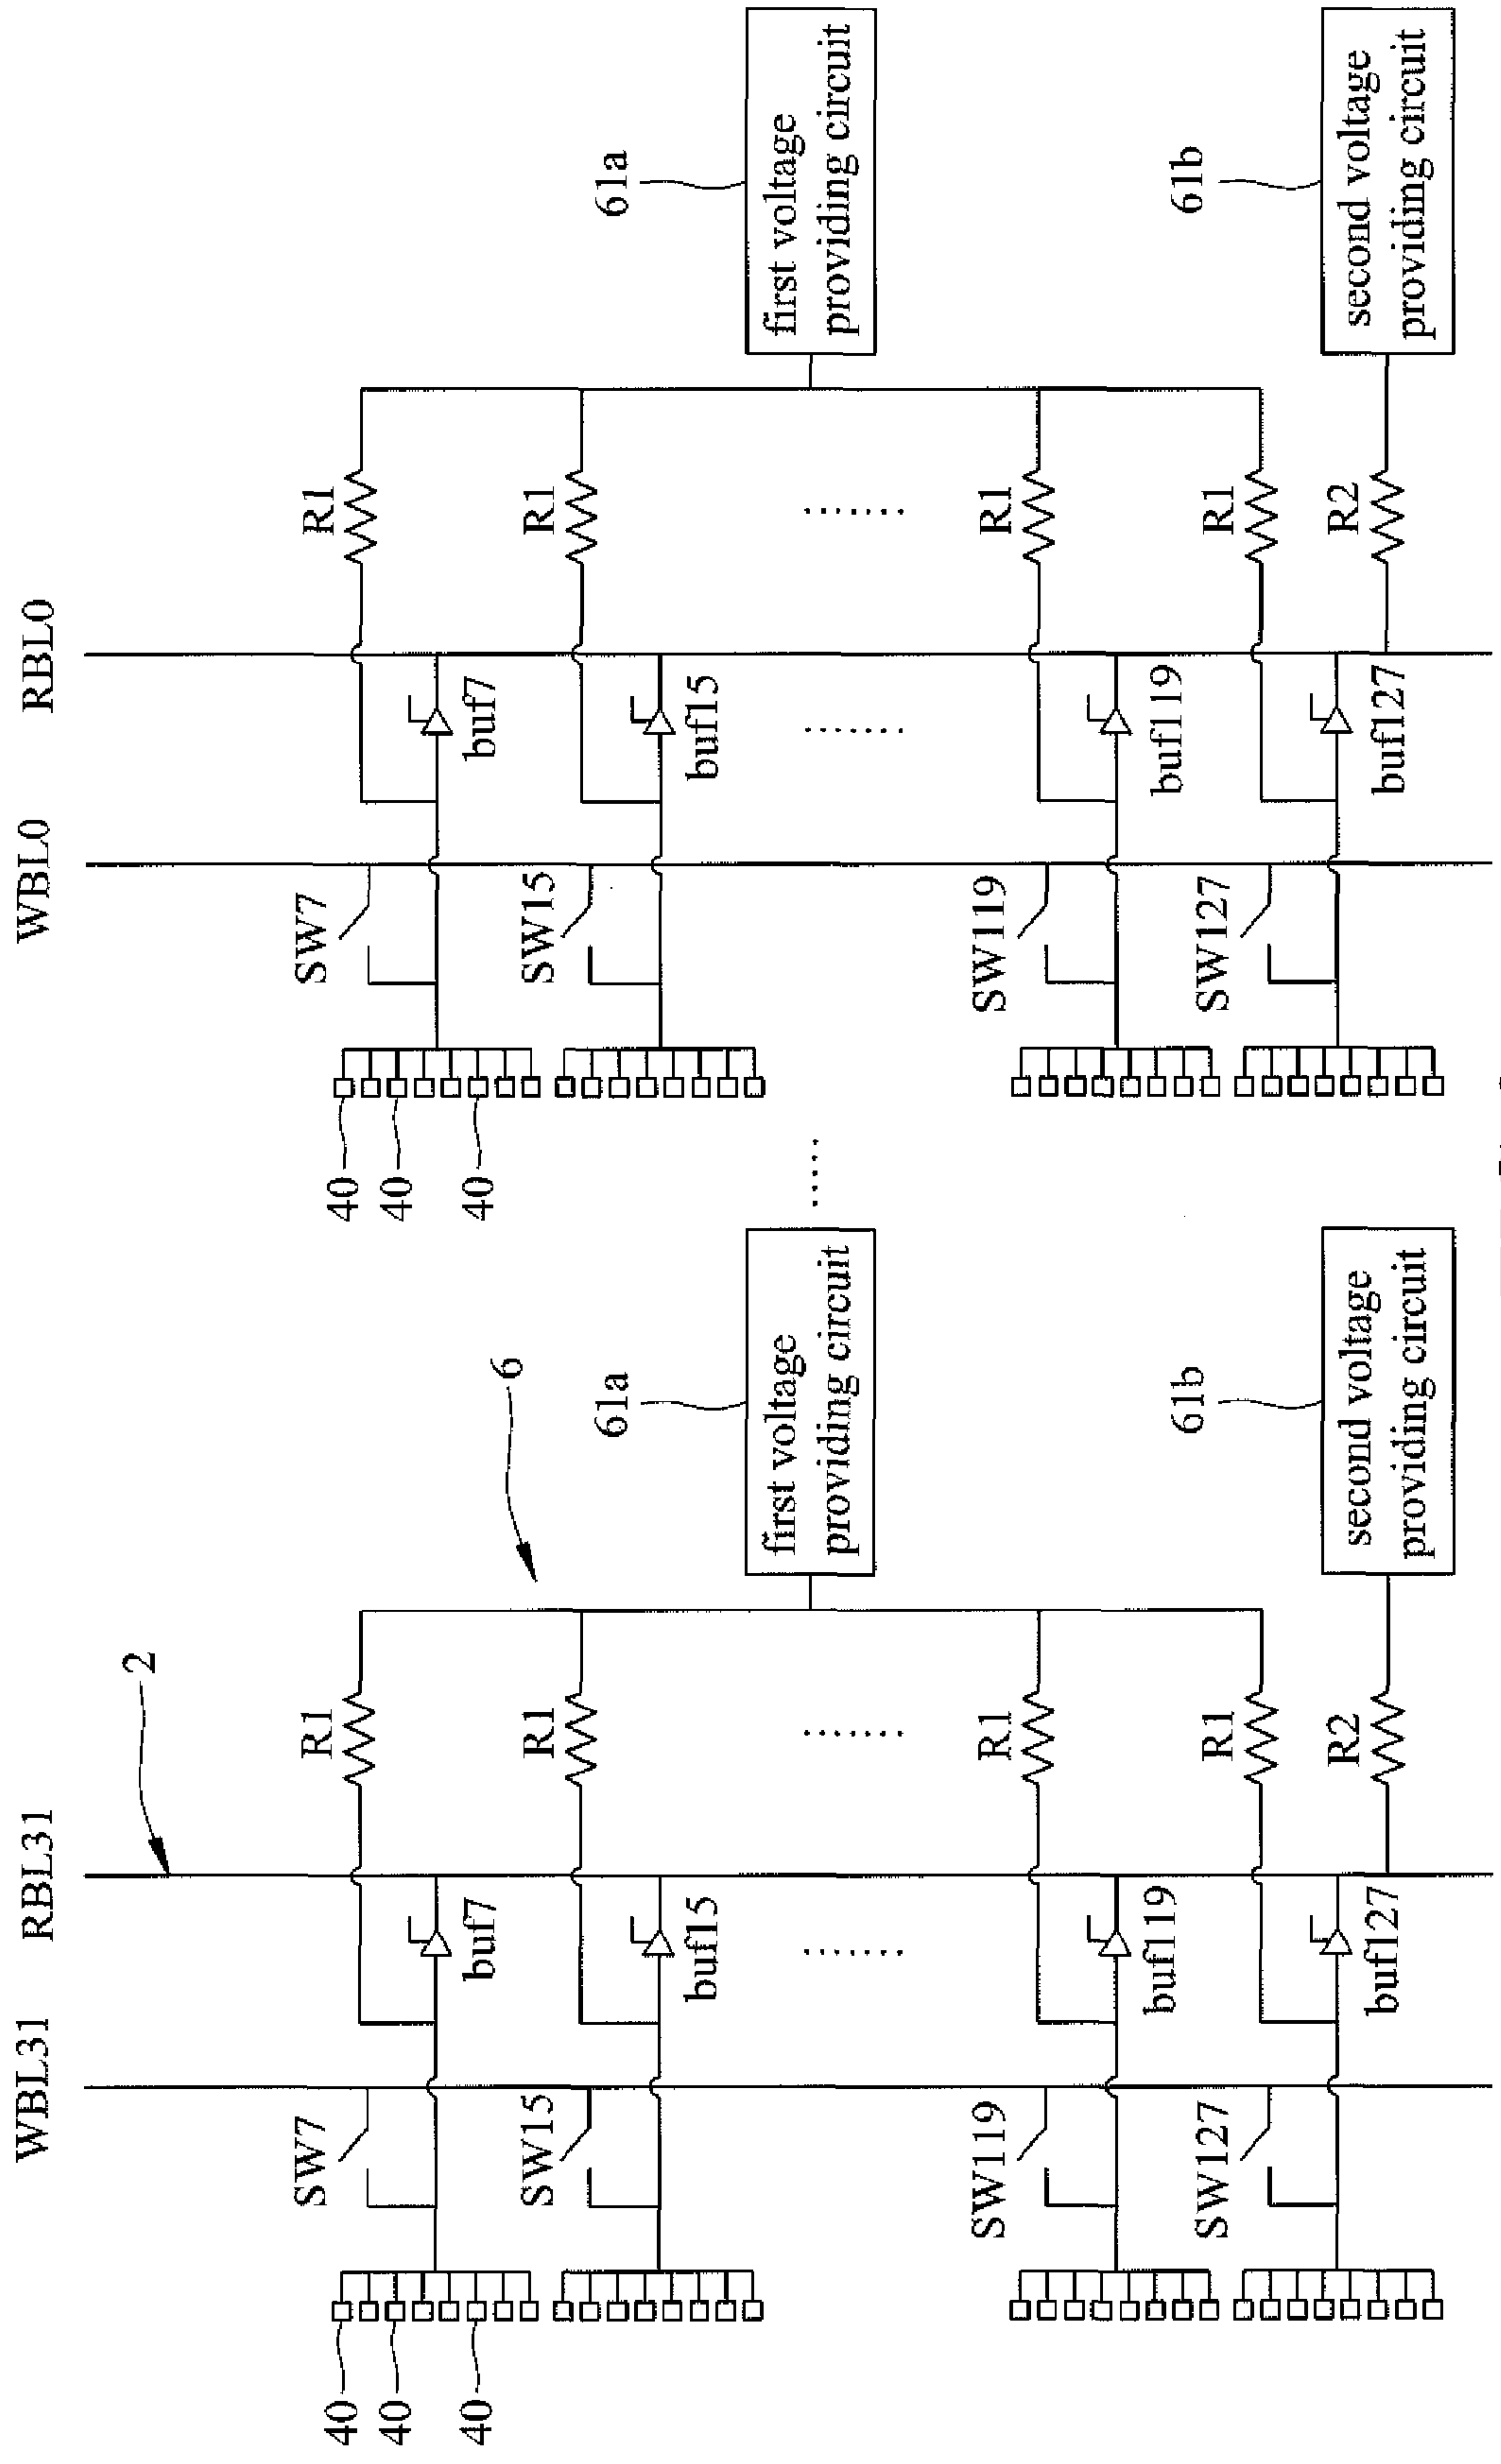 WBL31
RBL31
2
WBL0
RBL0
SW7
buf7
R1
6
SW7
buf7
R1
40
40
40
40
40
40
SW15
buf15
R1
61a
first voltage
providing circuit
SW15
buf15
R1
61a
first voltage
providing circuit
.......
.......
.....
.......
.......
SW119
buf119
R1
SW119
buf119
R1
SW127
buf127
R1
SW127
buf127
R1
R2
61b
second voltage
providing circuit
R2
61b
second voltage
providing circuit